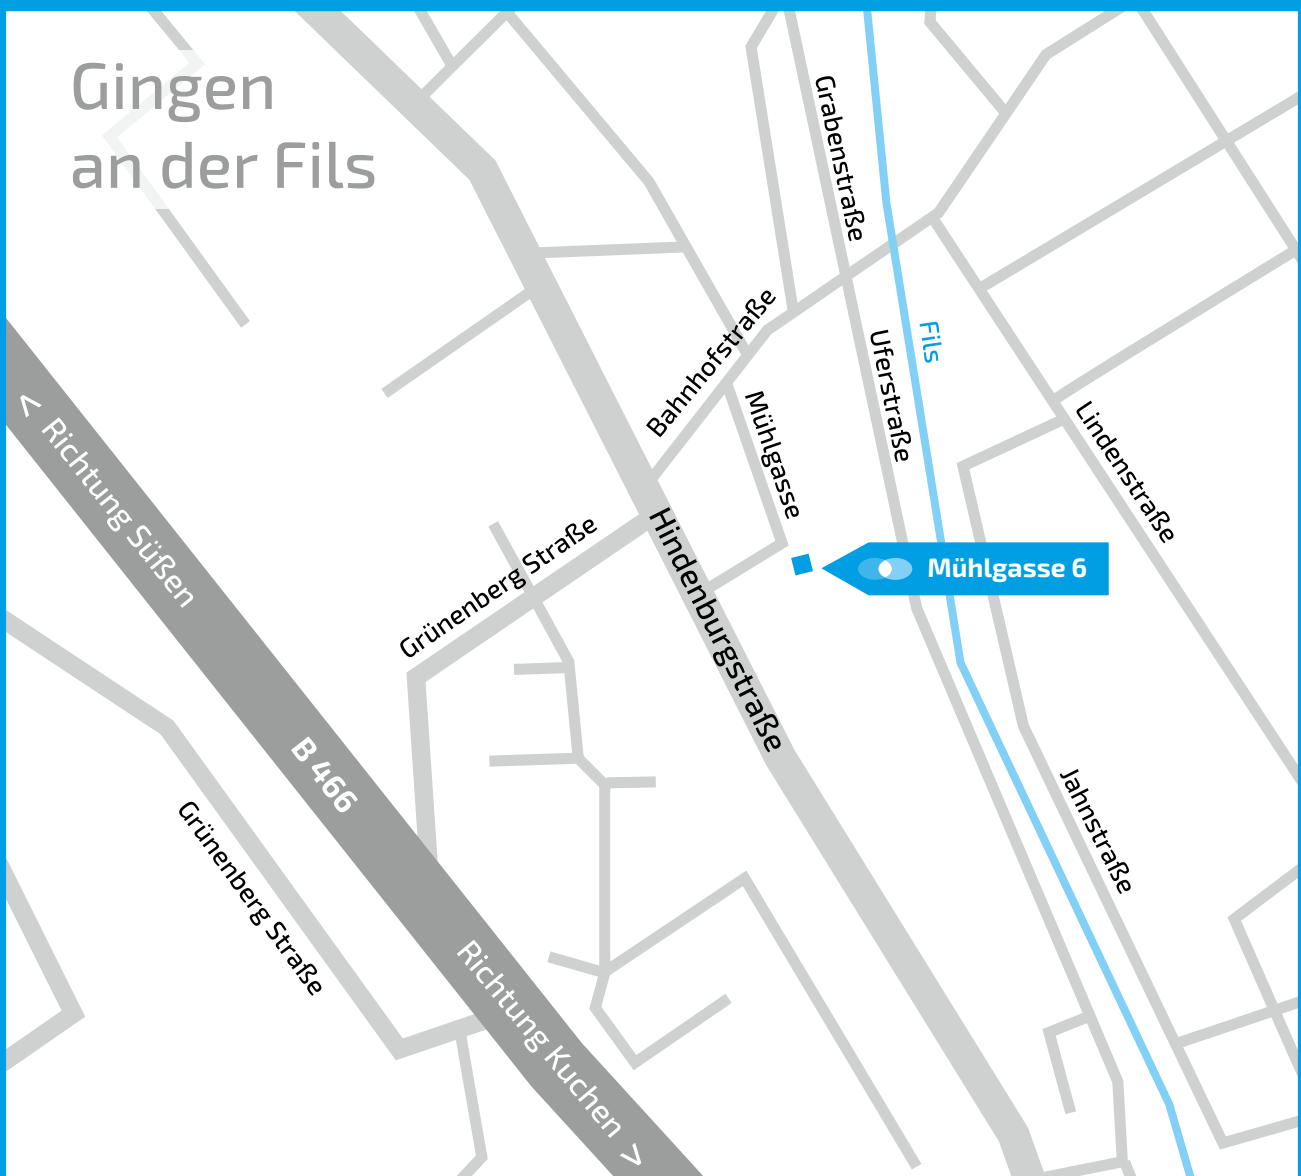 Gingen
an der Fils
Grabenstraße
Bahnhofstraße
Fils
Uferstraße
Mühlgasse
Lindenstraße
< Richtung Süßen
Grünenberg Straße
Hindenburgstraße
Mühlgasse 6
B 466
Grünenberg Straße
Jahnstraße
Richtung Kuchen >